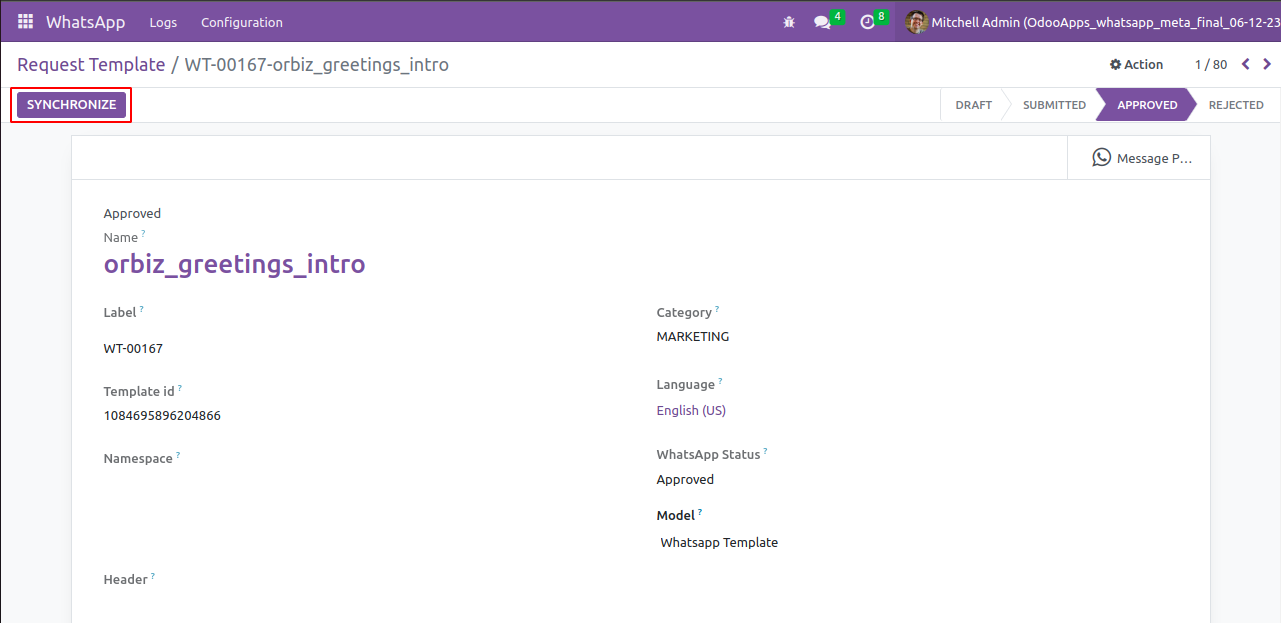 WhatsApp Logs Configuration 4 8 Mitchell Admin (OdooApps_whatsapp_meta_final_06-12-23
Request Template / WT-00167-orbiz_greetings_intro Action 1 / 80
SYNCHRONIZE DRAFT SUBMITTED APPROVED REJECTED
Message P...
Approved
Name ?
orbiz_greetings_intro
Label ? Category ?
MARKETING
WT-00167
Language ?
Template id ?
English (US)
1084695896204866
WhatsApp Status ?
Namespace ?
Approved
Model ?
Whatsapp Template
Header ?